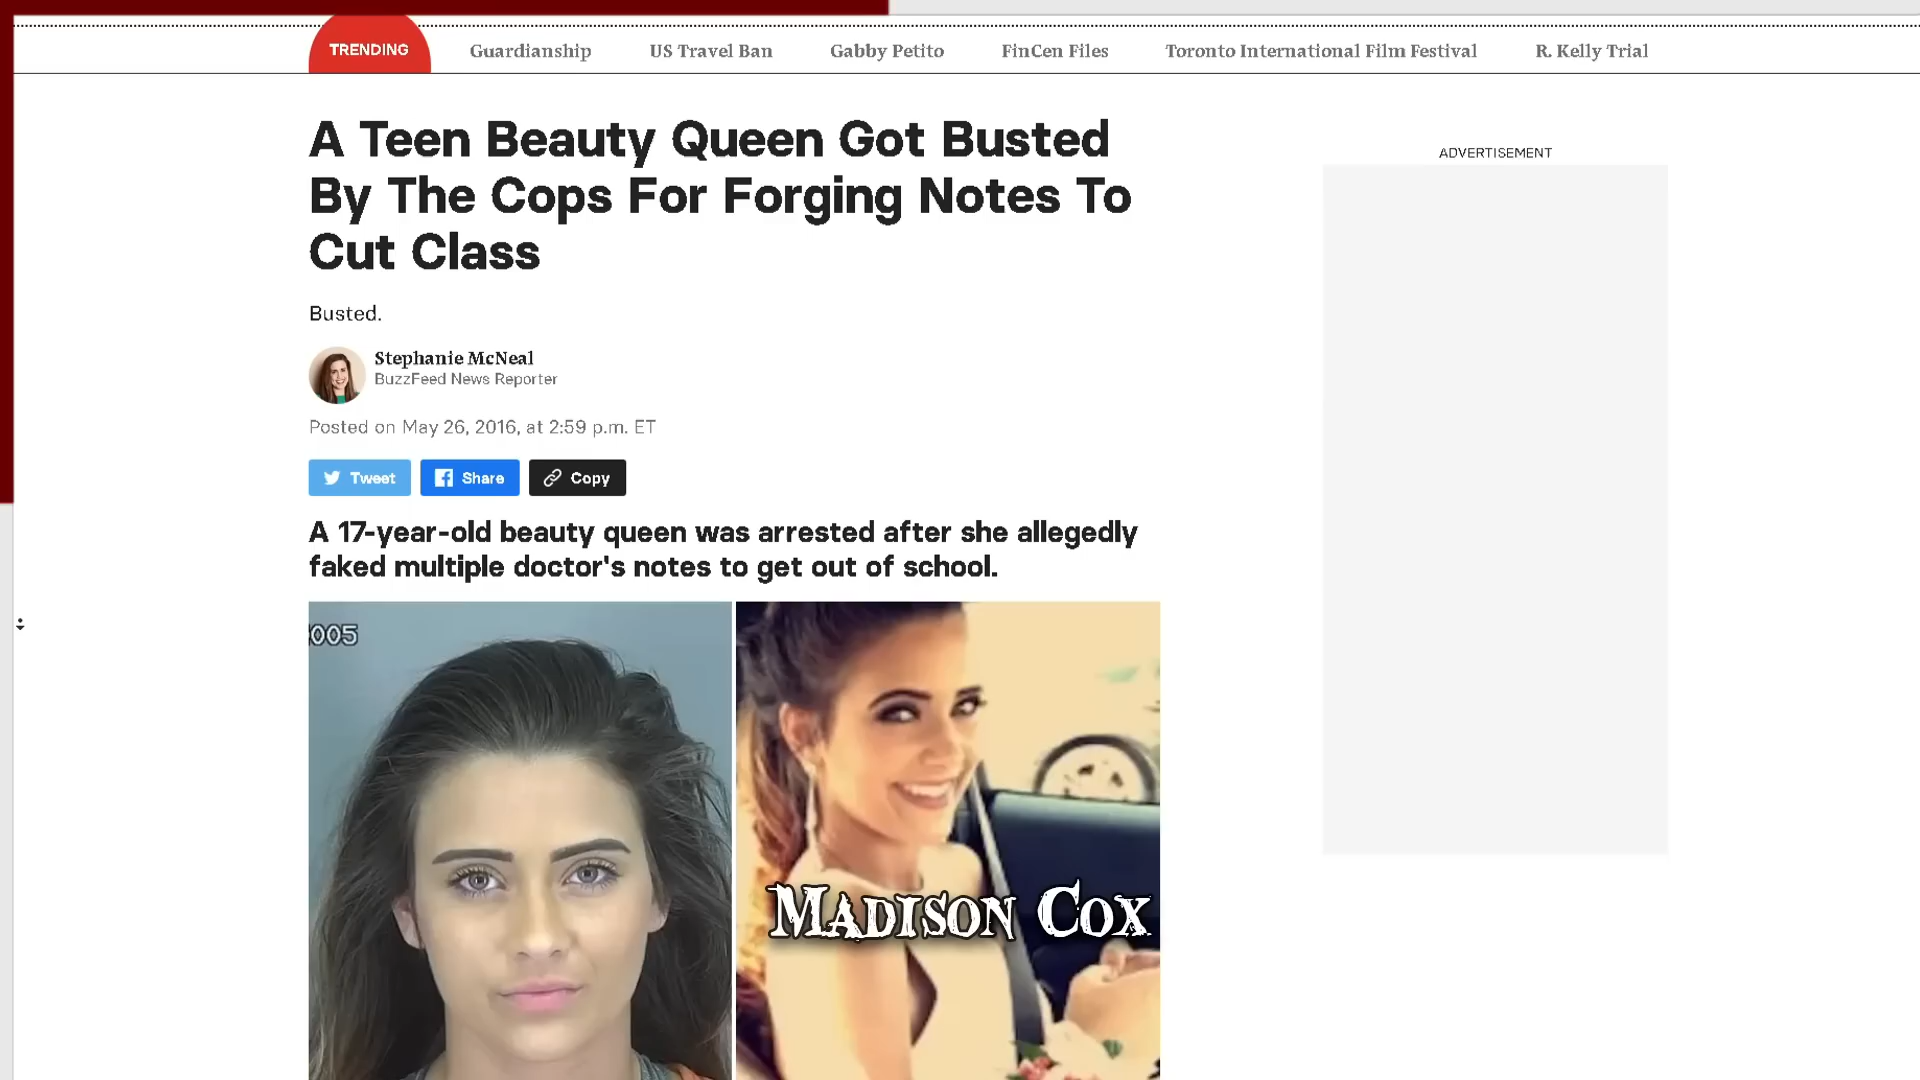 TRENDING Guardianship US Travel Ban Gabby Petito FinCen Files Toronto International Film Festival R. Kelly Trial
A Teen Beauty Queen Got Busted
By The Cops For Forging Notes To
Cut Class
ADVERTISEMENT
Busted.
Stephanie McNeal
BuzzFeed News Reporter
Posted on May 26, 2016, at 2:59 p.m. ET
Tweet Share Copy
A 17-year-old beauty queen was arrested after she allegedly
faked multiple doctor's notes to get out of school.
005
MADISON COX